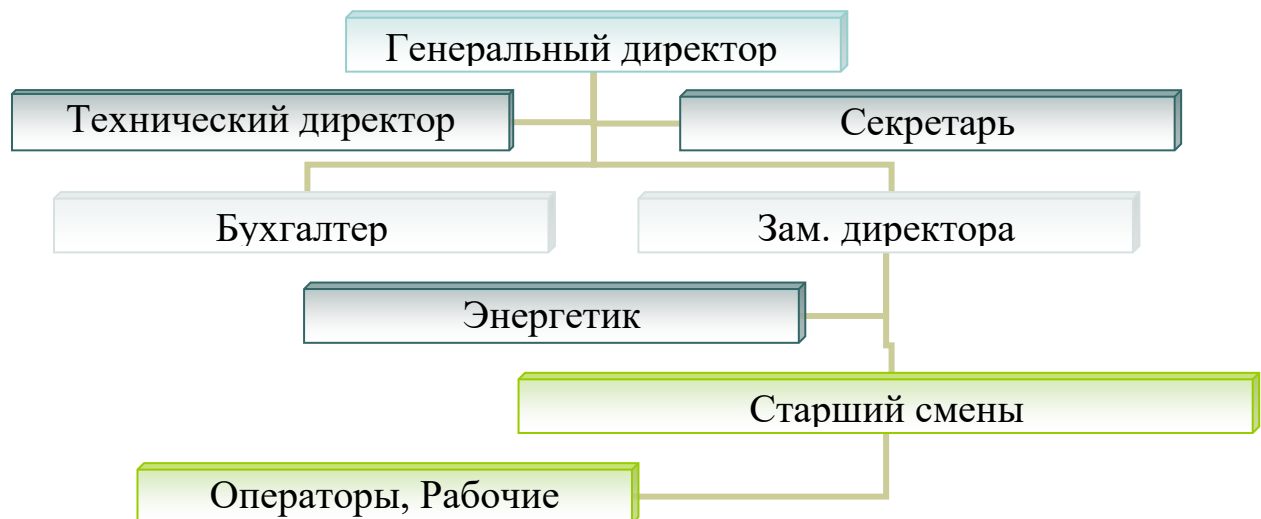 Генеральный директор
Технический директор
Секретарь
Бухгалтер
Зам. директора
Энергетик
Старший смены
Операторы, Рабочие